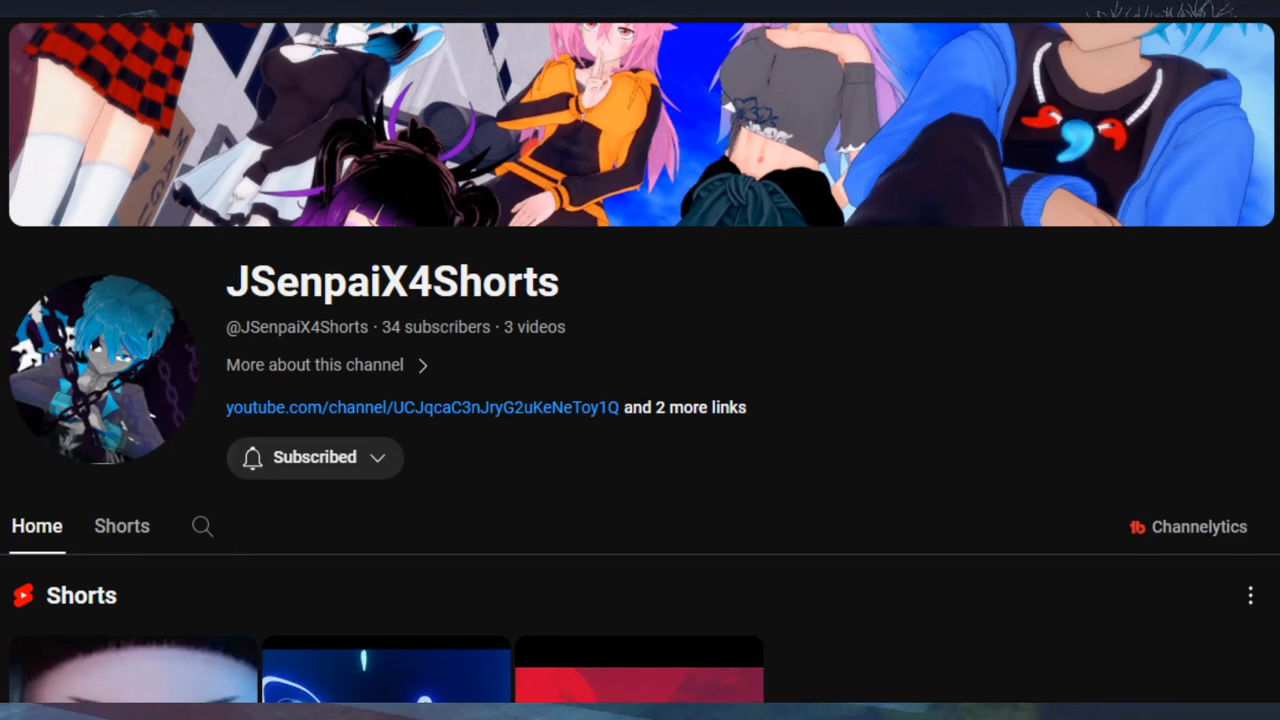 JSenpaiX4Shorts
@JSenpaiX4Shorts · 34 subscribers · 3 videos
More about this channel
youtube.com/channel/UCJqcaC3nJryG2uKeNeToy1Q and 2 more links
Subscribed
Home Shorts Channelytics
Shorts